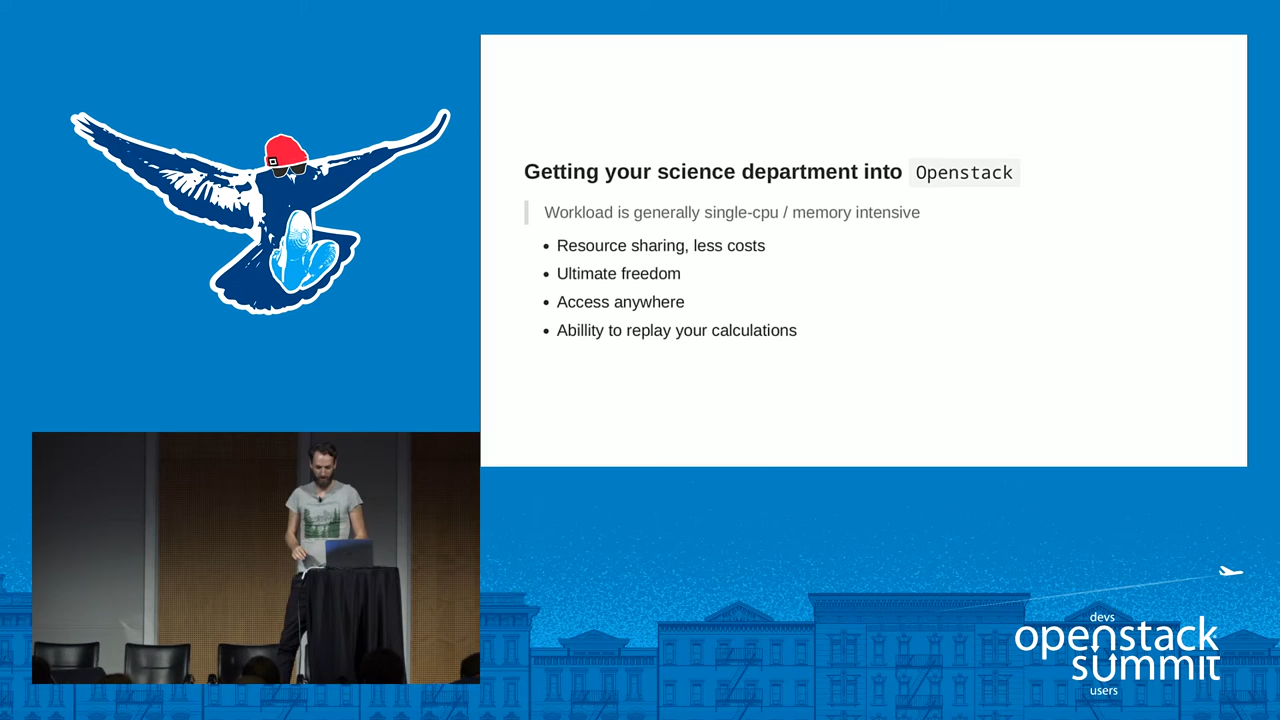 Getting your science department into Openstack
Workload is generally single-cpu / memory intensive
Resource sharing, less costs
Ultimate freedom
Access anywhere
Abillity to replay your calculations
devs
openstack
summit
users